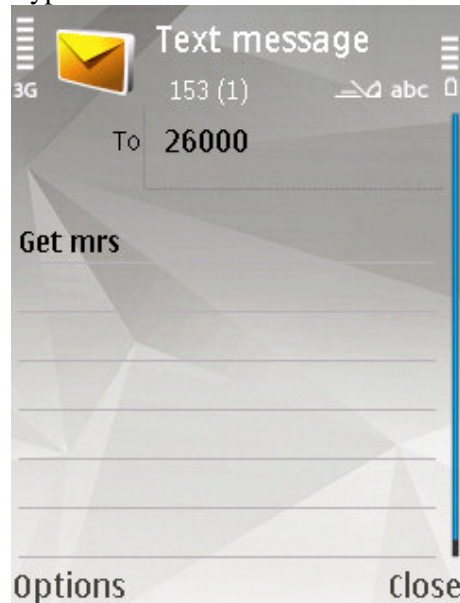 Text message
3G
153 (1)
abc
To
26000
Get mrs
Options
Close